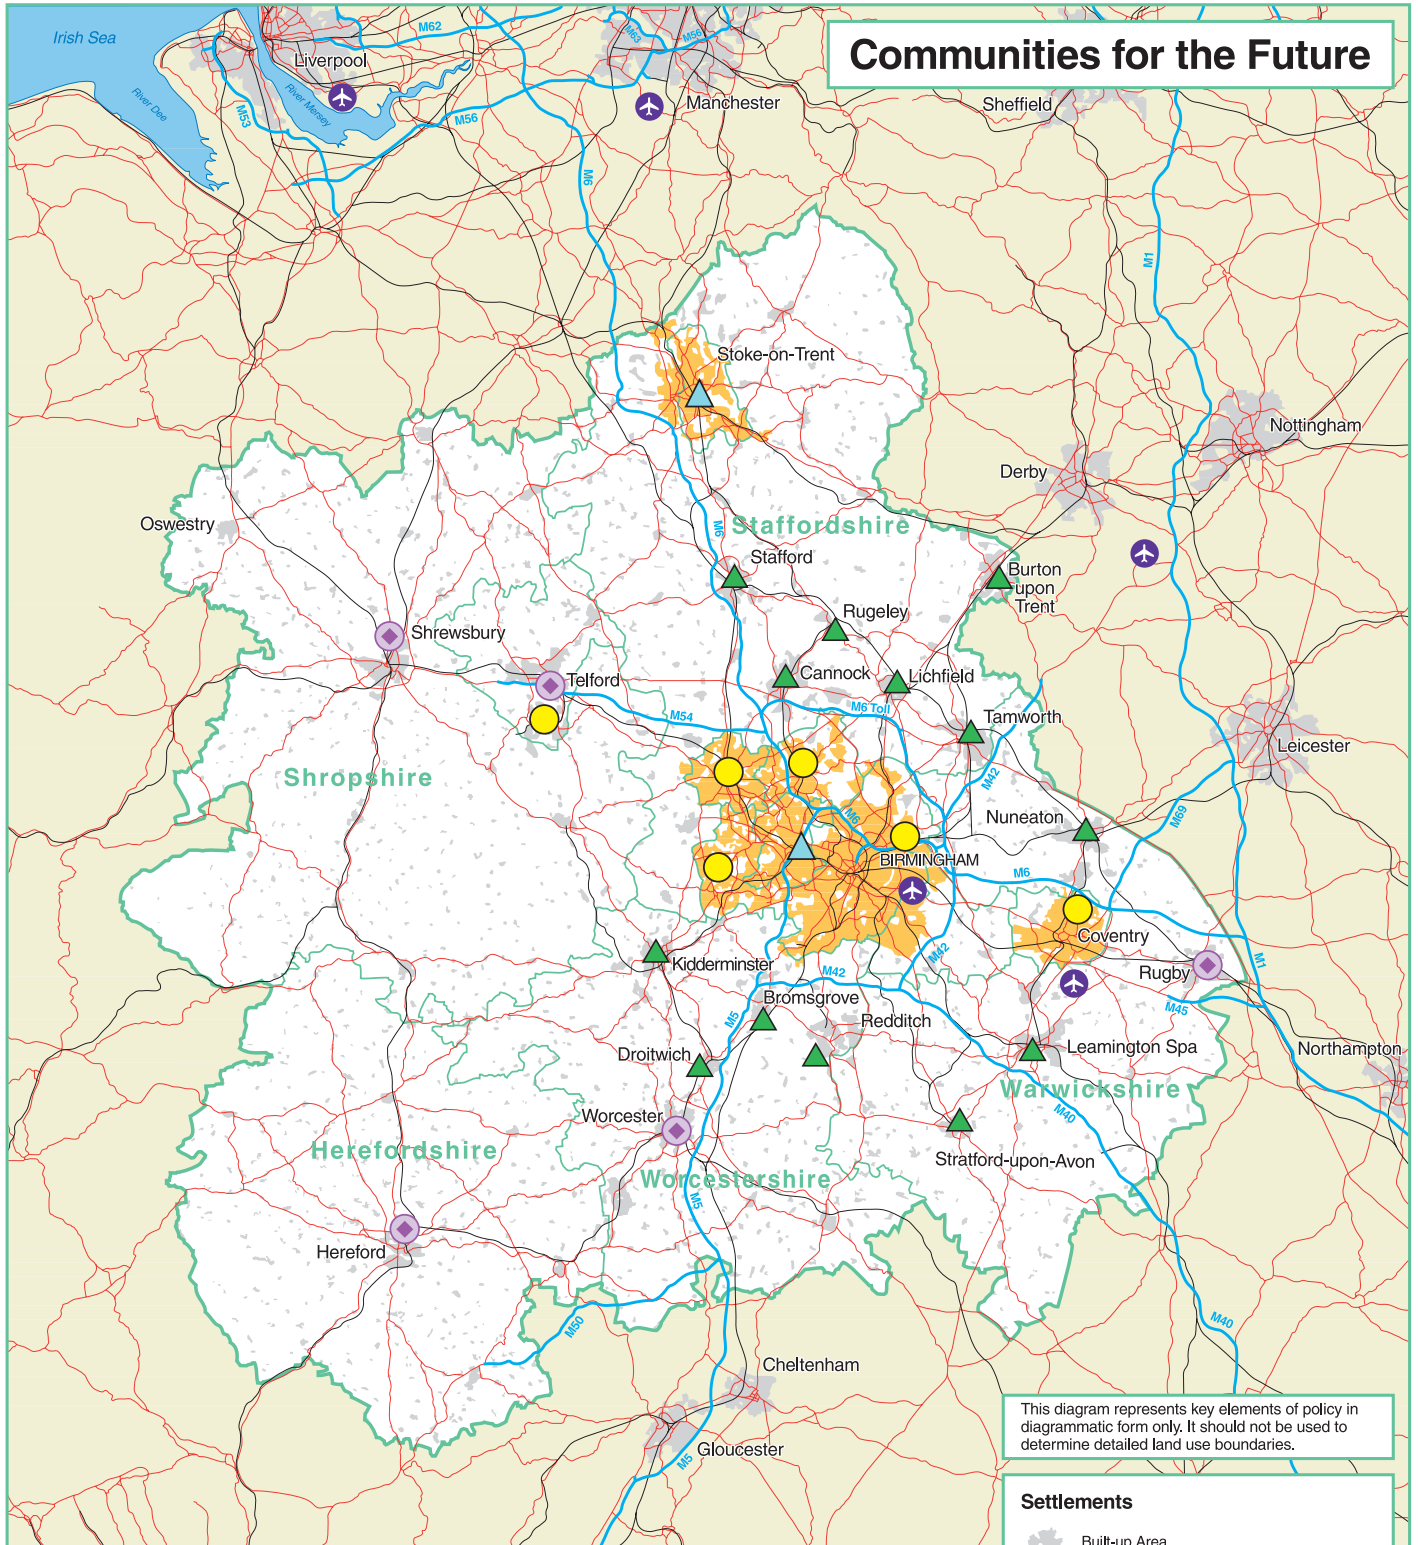 Communities for the Future
Irish Sea
River Dee
River Mersey
Liverpool
M62
M63
M56
M53
M56
Manchester
Sheffield
M6
M1
Stoke-on-Trent
Nottingham
Derby
Oswestry
M6
Staffordshire
Stafford
Burton
upon
Trent
Rugeley
Shrewsbury
Telford
Cannock
Lichfield
M54
M6 Toll
Tamworth
Leicester
Shropshire
M42
M69
Nuneaton
M6
BIRMINGHAM
M6
Coventry
Kidderminster
M42
M42
Rugby
M1
M45
Bromsgrove
M5
Redditch
Droitwich
Leamington Spa
Northampton
Warwickshire
M40
Worcester
Herefordshire
Stratford-upon-Avon
Worcestershire
M5
Hereford
M50
M40
Cheltenham
Gloucester
M5
This diagram represents key elements of policy in
diagrammatic form only. It should not be used to
determine detailed land use boundaries.
Settlements
Built-up Area